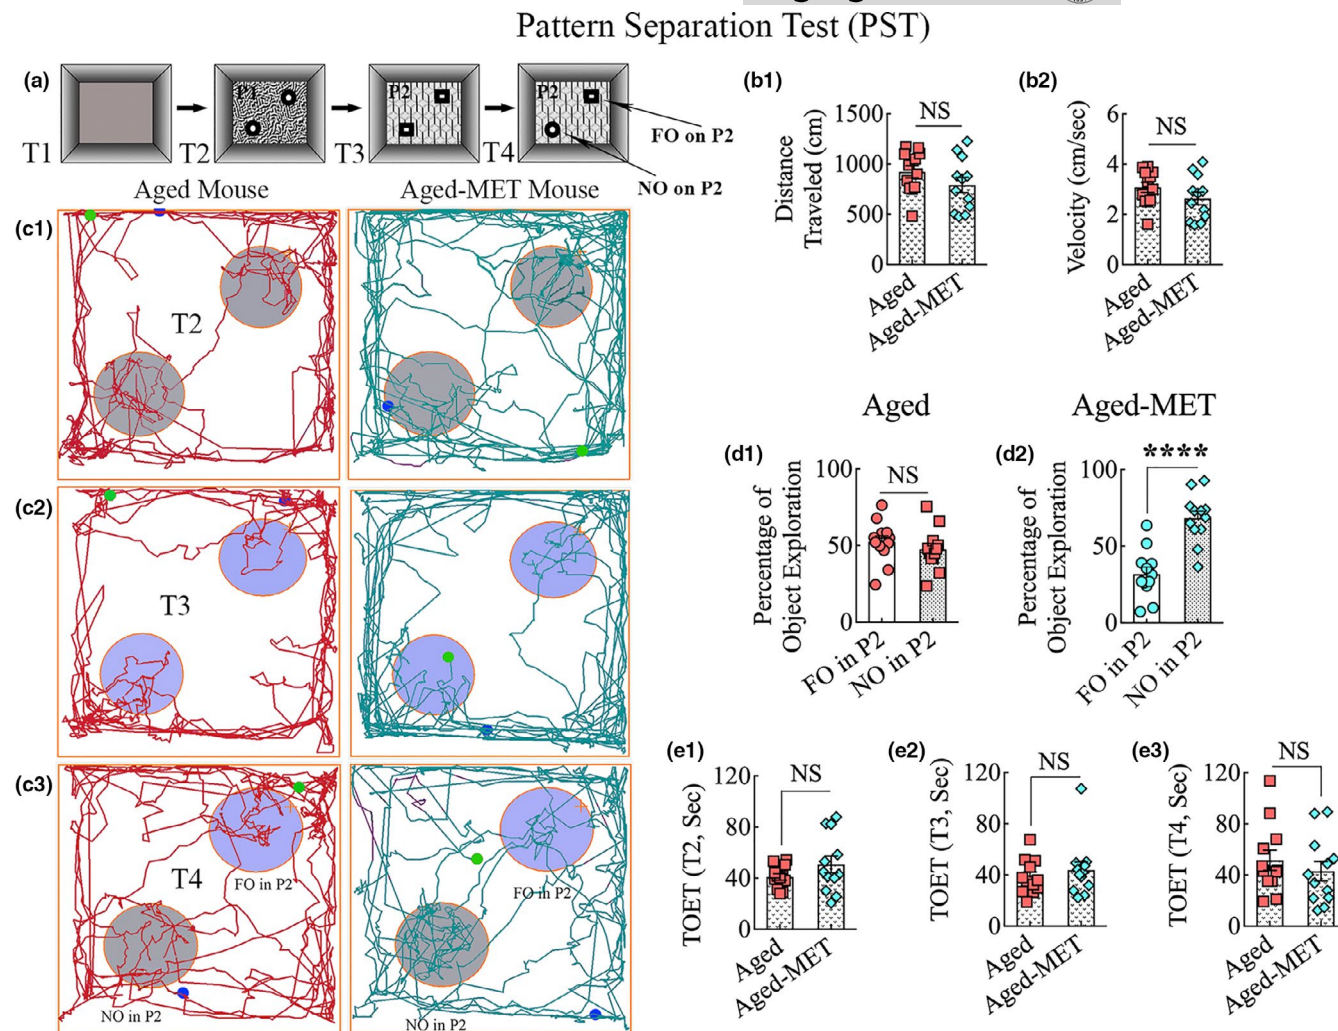 Pattern Separation Test (PST)
(a)
T1
T2
P1
T3
P2
T4
P2
FO on P2
NO on P2
(b1)
Distance
Traveled (cm)
1500
1000
500
0
NS
Aged
Aged-MET
(b2)
Velocity (cm/sec)
6
4
2
0
NS
Aged
Aged-MET
Aged Mouse
Aged-MET Mouse
(c1)
T2
(c2)
T3
(c3)
T4
FO in P2
NO in P2
FO in P2
NO in P2
Aged
(d1)
Percentage of
Object Exploration
100
50
0
NS
FO in P2
NO in P2
Aged-MET
(d2)
Percentage of
Object Exploration
100
50
0
****
FO in P2
NO in P2
(e1)
TOET (T2, Sec)
120
80
40
0
NS
Aged
Aged-MET
(e2)
TOET (T3, Sec)
120
80
40
0
NS
Aged
Aged-MET
(e3)
TOET (T4, Sec)
120
80
40
0
NS
Aged
Aged-MET